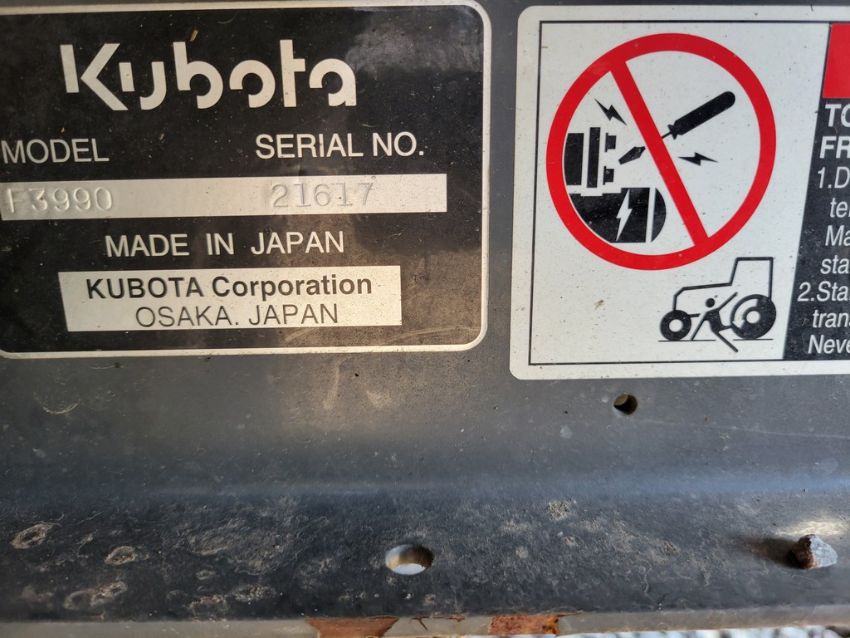 Kubota
MODEL SERIAL NO.
F3990 21617
MADE IN JAPAN
KUBOTA Corporation
OSAKA. JAPAN
TO
FR
1.D
te
Ma
sta
2.Sta
trans
Neve